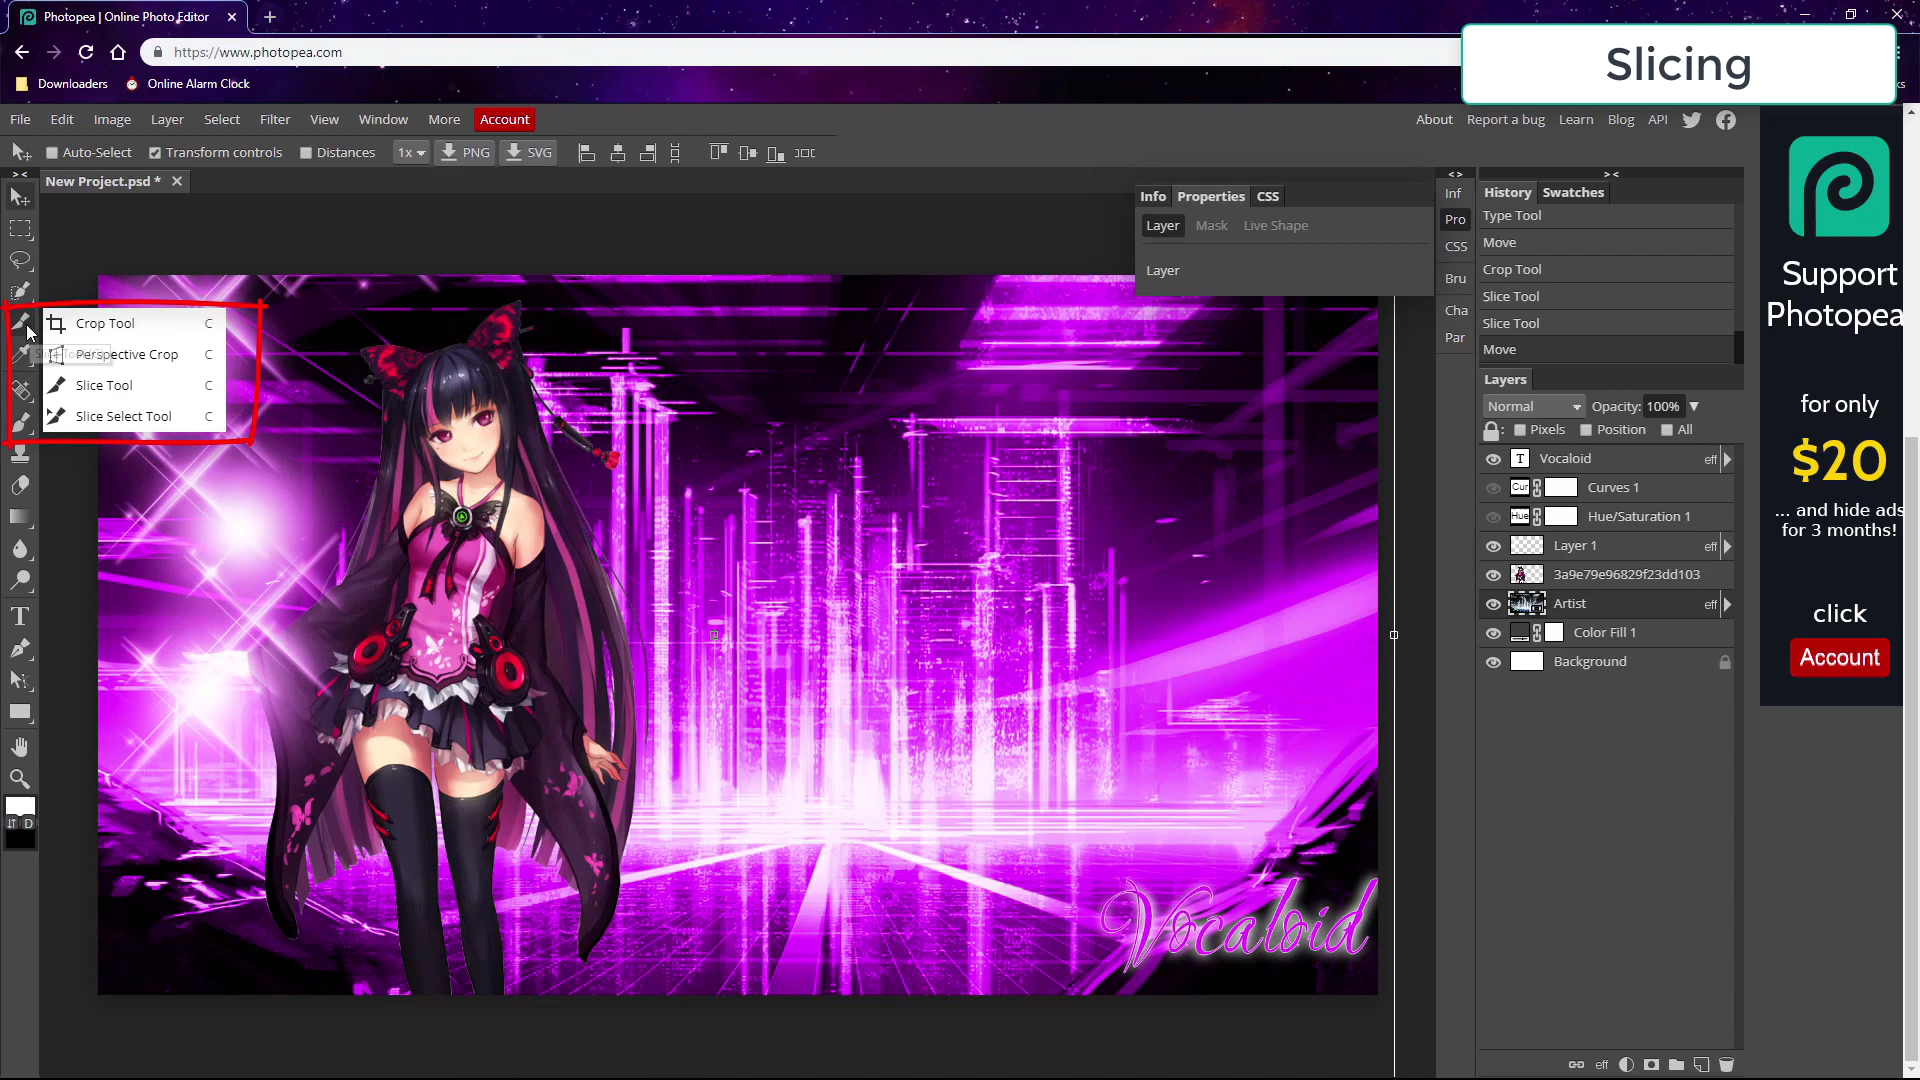 Photopea | Online Photo Editor
https://www.photopea.com
Slicing
Downloaders
Online Alarm Clock
File Edit Image Layer Select Filter View Window More Account
About Report a bug Learn Blog API
Auto-Select Transform controls Distances 1x PNG SVG
New Project.psd *
Info Properties CSS
Layer Mask Live Shape
Layer
Inf
Pro
CSS
Bru
Cha
Par
History Swatches
Type Tool
Move
Crop Tool
Slice Tool
Slice Tool
Move
Layers
Normal Opacity: 100%
Pixels Position All
T Vocaloid eff
Cur Curves 1
Hue Hue/Saturation 1
Layer 1 eff
3a9e79e96829f23dd103
Artist eff
Color Fill 1
Background
eff
Crop Tool C
Perspective Crop C
Slice Tool C
Slice Select Tool C
T
D
Vocaloid
Support
Photopea
for only
$20
... and hide ads
for 3 months!
click
Account